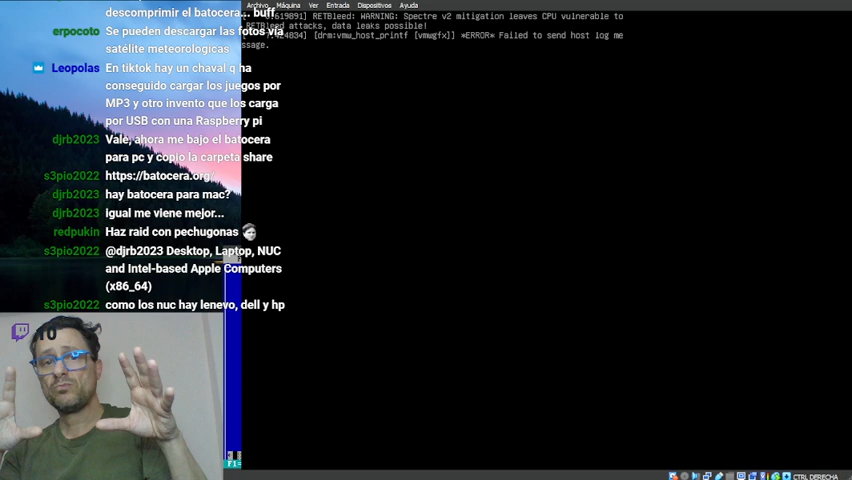 Archivo Máquina Ver Entrada Dispositivos Ayuda
.619891] RETBleed: WARNING: Spectre v2 mitigation leaves CPU vulnerable to
RETBleed attacks, data leaks possible!
[drm:vmw_host_printf [vmwgfx]] *ERROR* Failed to send host log me
ssage.
descomprimir el batocera... buff
erpocoto Se pueden descargar las fotos vía
satélite meteorologicas
Leopolas En tiktok hay un chaval q ha
conseguido cargar los juegos por
MP3 y otro invento que los carga
por USB con una Raspberry pi
djrb2023 Vale, ahora me bajo el batocera
para pc y copio la carpeta share
s3pio2022 https://batocera.org/
djrb2023 hay batocera para mac?
djrb2023 igual me viene mejor...
redpukin Haz raid con pechugonas
s3pio2022 @djrb2023 Desktop, Laptop, NUC
and Intel-based Apple Computers
(x86_64)
s3pio2022 como los nuc hay lenevo, dell y hp
10
F1=
CTRL DERECHA